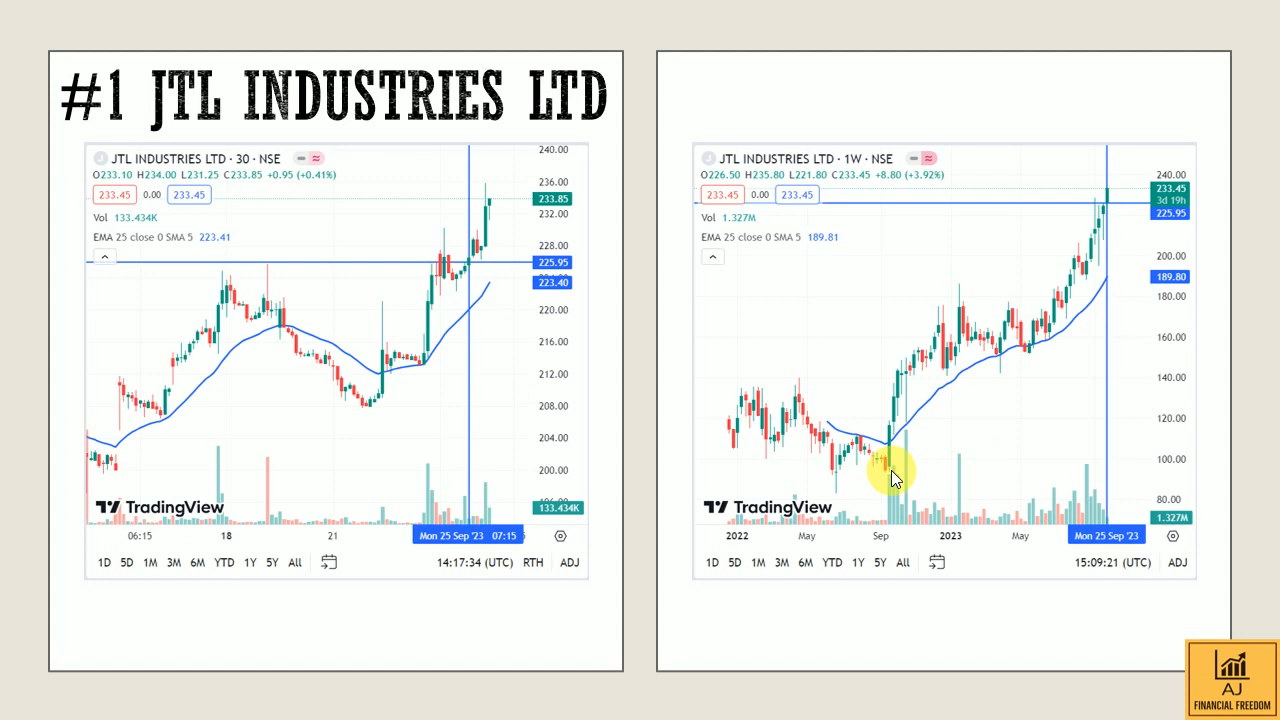 #1 JTL INDUSTRIES LTD
J JTL INDUSTRIES LTD · 30 · NSE
O233.10 H234.00 L231.25 C233.85 +0.95 (+0.41%)
233.45 0.00 233.45
Vol 133.434K
EMA 25 close 0 SMA 5 223.41
240.00
236.00
233.85
232.00
228.00
225.95
223.40
220.00
216.00
212.00
208.00
204.00
200.00
133.434K
TradingView
06:15 18 21 Mon 25 Sep '23 07:15
1D 5D 1M 3M 6M YTD 1Y 5Y All 14:17:34 (UTC) RTH ADJ
J JTL INDUSTRIES LTD · 1W · NSE
O226.50 H235.80 L221.80 C233.45 +8.80 (+3.92%)
233.45 0.00 233.45
Vol 1.327M
EMA 25 close 0 SMA 5 189.81
240.00
233.45
3d 19h
225.95
200.00
189.80
180.00
160.00
140.00
120.00
100.00
80.00
1.327M
TradingView
2022 May Sep 2023 May Mon 25 Sep '23
1D 5D 1M 3M 6M YTD 1Y 5Y All 15:09:21 (UTC) ADJ
AJ
FINANCIAL FREEDOM